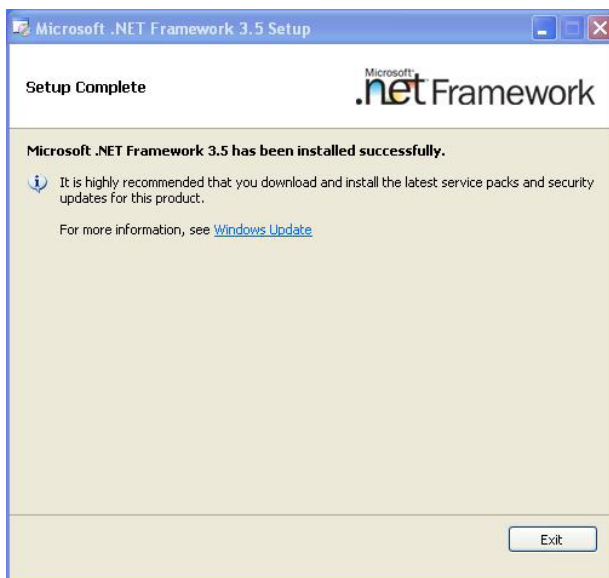 Microsoft .NET Framework 3.5 Setup
Setup Complete
Microsoft
.net Framework
Microsoft .NET Framework 3.5 has been installed successfully.
It is highly recommended that you download and install the latest service packs and security
updates for this product.
For more information, see Windows Update
Exit